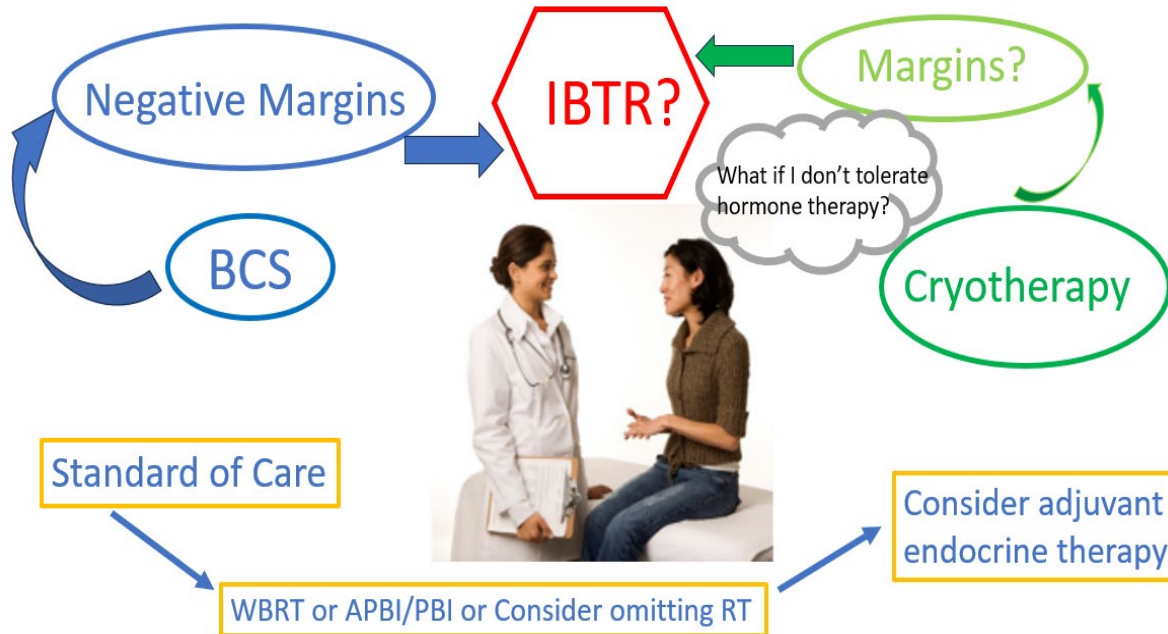 Negative Margins
IBTR?
Margins?
What if I don't tolerate
hormone therapy?
BCS
Cryotherapy
Standard of Care
Consider adjuvant
endocrine therapy
WBRT or APBI/PBI or Consider omitting RT